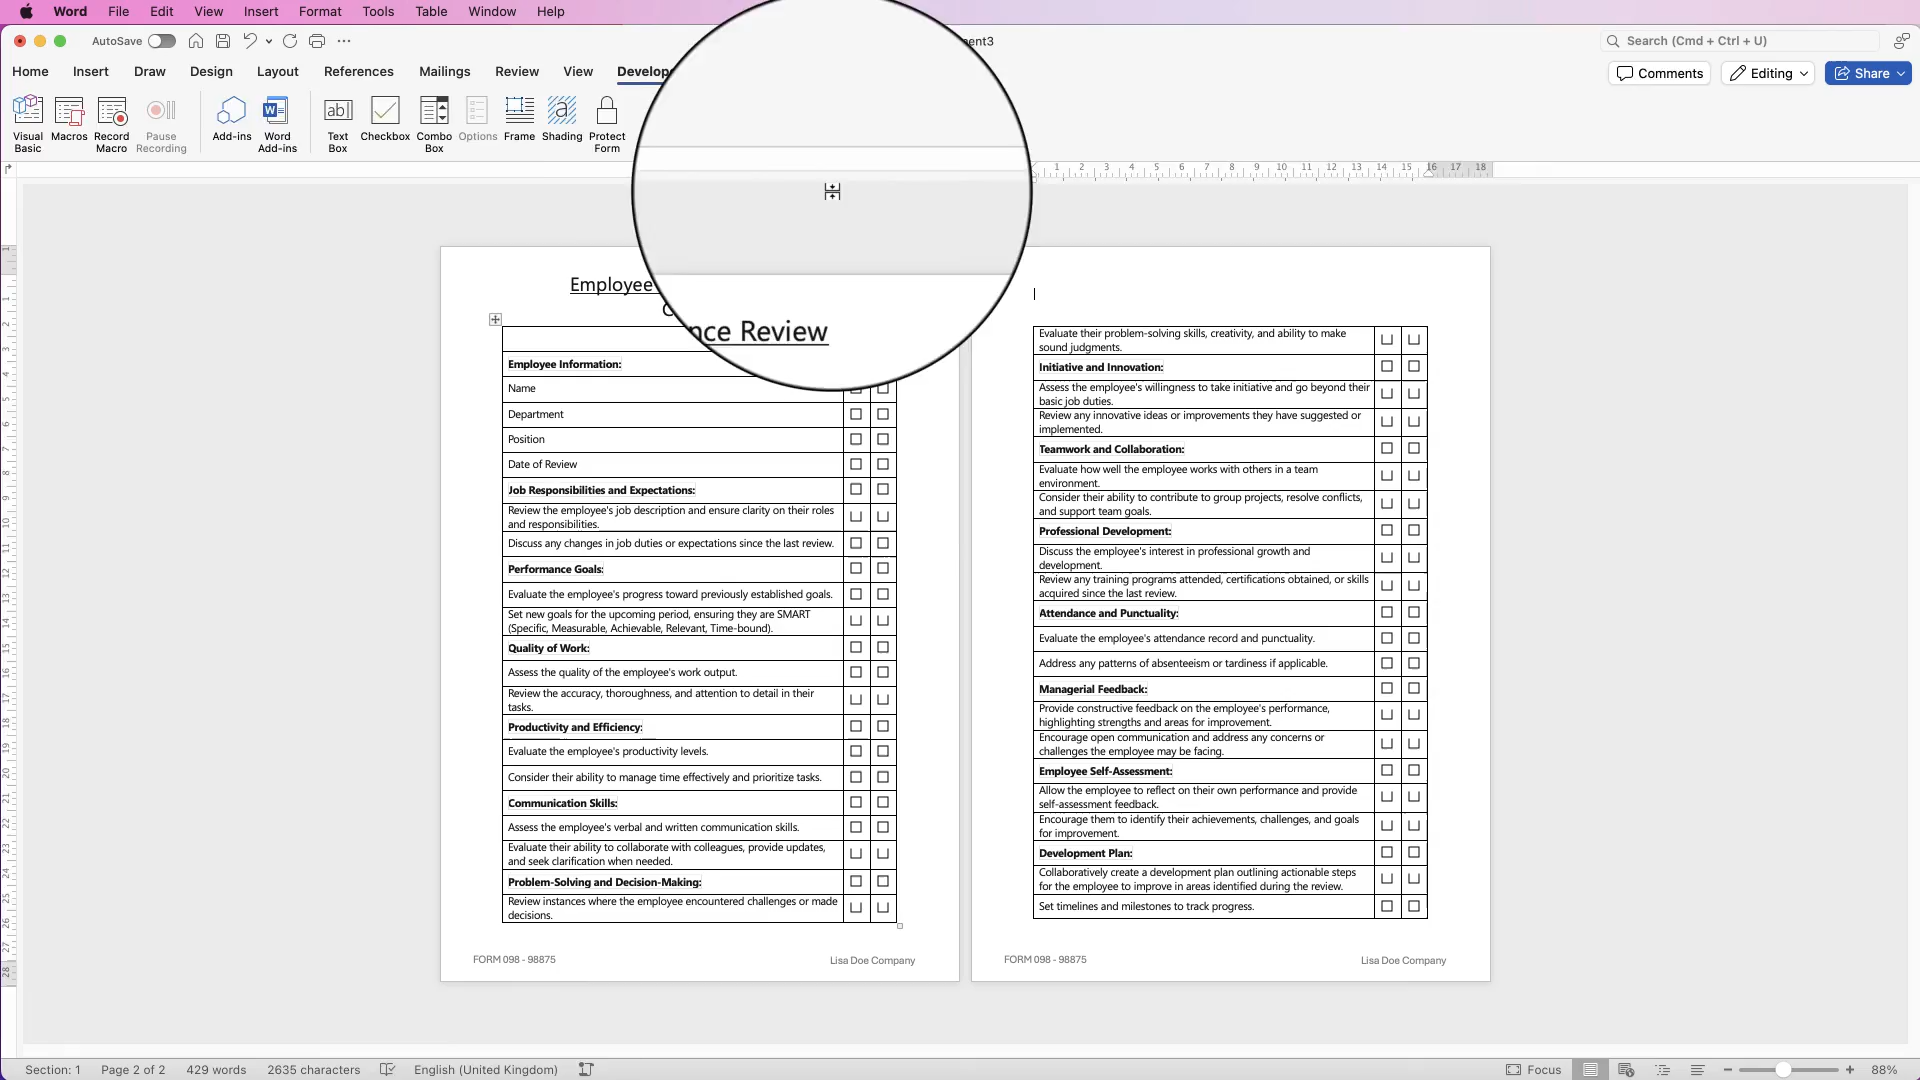 Word File Edit View Insert Format Tools Table Window Help
AutoSave
ent3
Search (Cmd + Ctrl + U)
Home Insert Draw Design Layout References Mailings Review View Develop
Comments Editing Share
Visual Basic
Macros
Record Macro
Pause Recording
Add-ins
Word Add-ins
Text Box
Checkbox
Combo Box
Options
Frame
Shading
Protect Form
1 2 3 4 5 6 7 8 9 10 11 12 13 14 15 16 17 18
Employee
nce Review
Employee Information:
Name
Department
Position
Date of Review
Job Responsibilities and Expectations:
Review the employee's job description and ensure clarity on their roles
and responsibilities.
Discuss any changes in job duties or expectations since the last review.
Performance Goals:
Evaluate the employee's progress toward previously established goals.
Set new goals for the upcoming period, ensuring they are SMART
(Specific, Measurable, Achievable, Relevant, Time-bound).
Quality of Work:
Assess the quality of the employee's work output.
Review the accuracy, thoroughness, and attention to detail in their
tasks.
Productivity and Efficiency:
Evaluate the employee's productivity levels.
Consider their ability to manage time effectively and prioritize tasks.
Communication Skills:
Assess the employee's verbal and written communication skills.
Evaluate their ability to collaborate with colleagues, provide updates,
and seek clarification when needed.
Problem-Solving and Decision-Making:
Review instances where the employee encountered challenges or made
decisions.
FORM 098 - 98875 Lisa Doe Company
Evaluate their problem-solving skills, creativity, and ability to make
sound judgments.
Initiative and Innovation:
Assess the employee's willingness to take initiative and go beyond their
basic job duties.
Review any innovative ideas or improvements they have suggested or
implemented.
Teamwork and Collaboration:
Evaluate how well the employee works with others in a team
environment.
Consider their ability to contribute to group projects, resolve conflicts,
and support team goals.
Professional Development:
Discuss the employee's interest in professional growth and
development.
Review any training programs attended, certifications obtained, or skills
acquired since the last review.
Attendance and Punctuality:
Evaluate the employee's attendance record and punctuality.
Address any patterns of absenteeism or tardiness if applicable.
Managerial Feedback:
Provide constructive feedback on the employee's performance,
highlighting strengths and areas for improvement.
Encourage open communication and address any concerns or
challenges the employee may be facing.
Employee Self-Assessment:
Allow the employee to reflect on their own performance and provide
self-assessment feedback.
Encourage them to identify their achievements, challenges, and goals
for improvement.
Development Plan:
Collaboratively create a development plan outlining actionable steps
for the employee to improve in areas identified during the review.
Set timelines and milestones to track progress.
FORM 098 - 98875 Lisa Doe Company
Section: 1 Page 2 of 2 429 words 2635 characters English (United Kingdom) Focus 88%